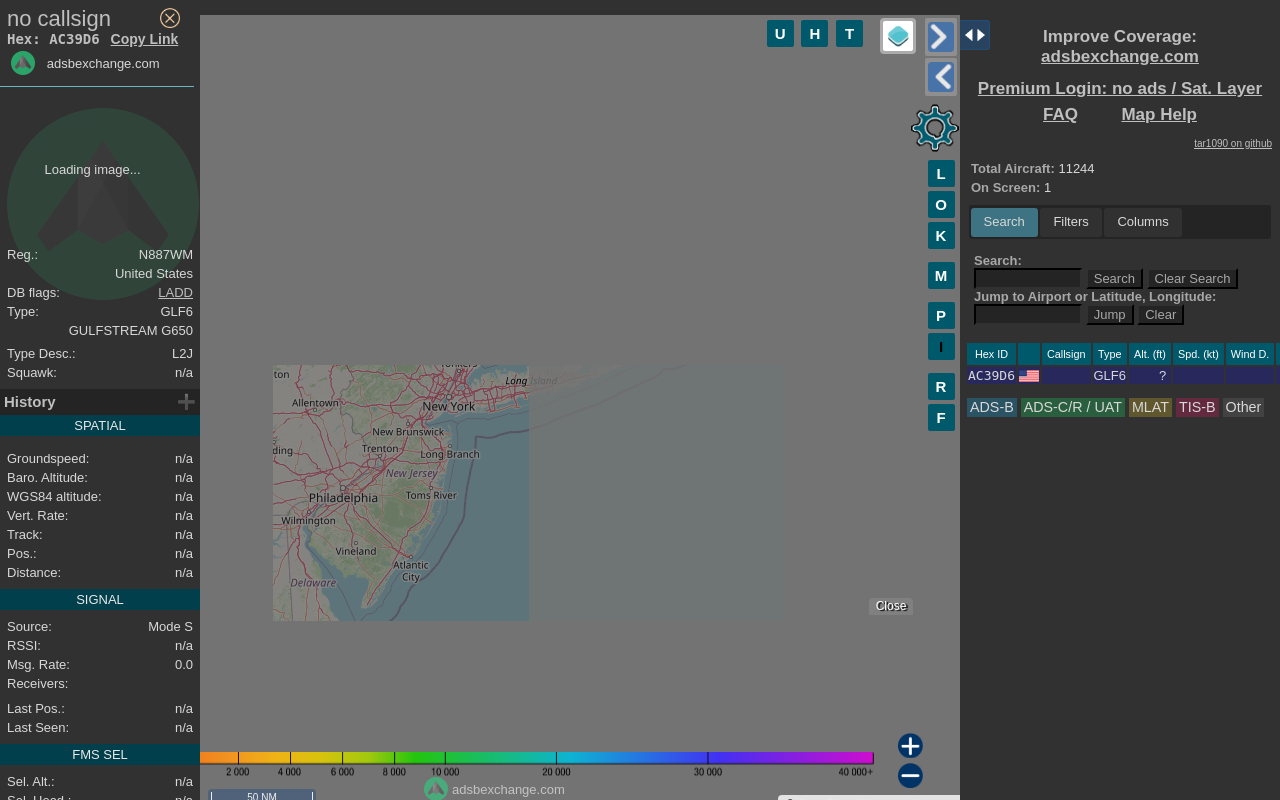 no callsign
Hex: AC39D6 Copy Link
adsbexchange.com
Loading image...
Reg.: N887WM
United States
DB flags: LADD
Type: GLF6
GULFSTREAM G650
Type Desc.: L2J
Squawk: n/a
History
SPATIAL
Groundspeed: n/a
Baro. Altitude: n/a
WGS84 altitude: n/a
Vert. Rate: n/a
Track: n/a
Pos.: n/a
Distance: n/a
SIGNAL
Source: Mode S
RSSI: n/a
Msg. Rate: 0.0
Receivers:
Last Pos.: n/a
Last Seen: n/a
FMS SEL
Sel. Alt.: n/a
Sel. Head.: n/a
U H T
L
O
K
M
P
I
R
F
ton
Long Island
Allentown
New York
New Brunswick
ding
Trenton
Long Branch
New Jersey
Philadelphia
Toms River
Wilmington
Vineland
Atlantic
City
Delaware
Close
2 000 4 000 6 000 8 000 10 000 20 000 30 000 40 000+
adsbexchange.com
50 NM
Improve Coverage:
adsbexchange.com
Premium Login: no ads / Sat. Layer
FAQ Map Help
tar1090 on github
Total Aircraft: 11244
On Screen: 1
Search Filters Columns
Search:
Search Clear Search
Jump to Airport or Latitude, Longitude:
Jump Clear
Hex ID Callsign Type Alt. (ft) Spd. (kt) Wind D.
AC39D6 GLF6 ?
ADS-B ADS-C/R / UAT MLAT TIS-B Other